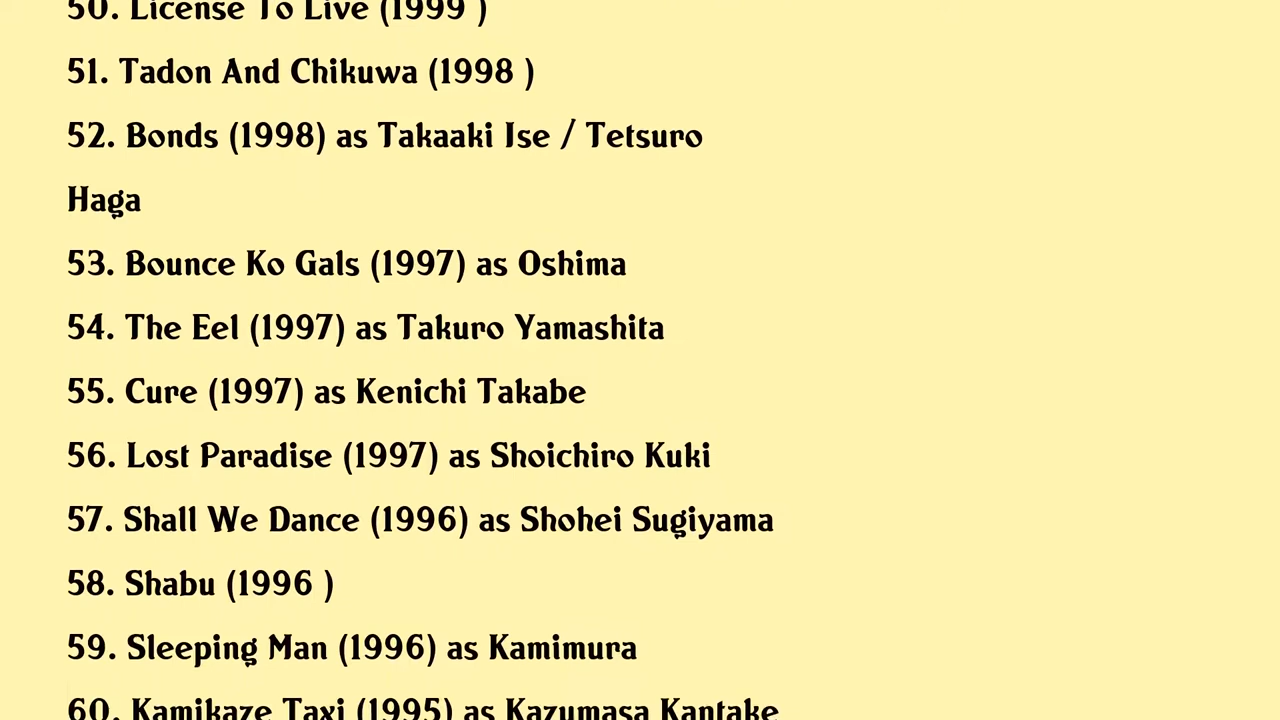 50. License To Live (1999 )
51. Tadon And Chikuwa (1998 )
52. Bonds (1998) as Takaaki Ise / Tetsuro
Haga
53. Bounce Ko Gals (1997) as Oshima
54. The Eel (1997) as Takuro Yamashita
55. Cure (1997) as Kenichi Takabe
56. Lost Paradise (1997) as Shoichiro Kuki
57. Shall We Dance (1996) as Shohei Sugiyama
58. Shabu (1996 )
59. Sleeping Man (1996) as Kamimura
60. Kamikaze Taxi (1995) as Kazumasa Kantake